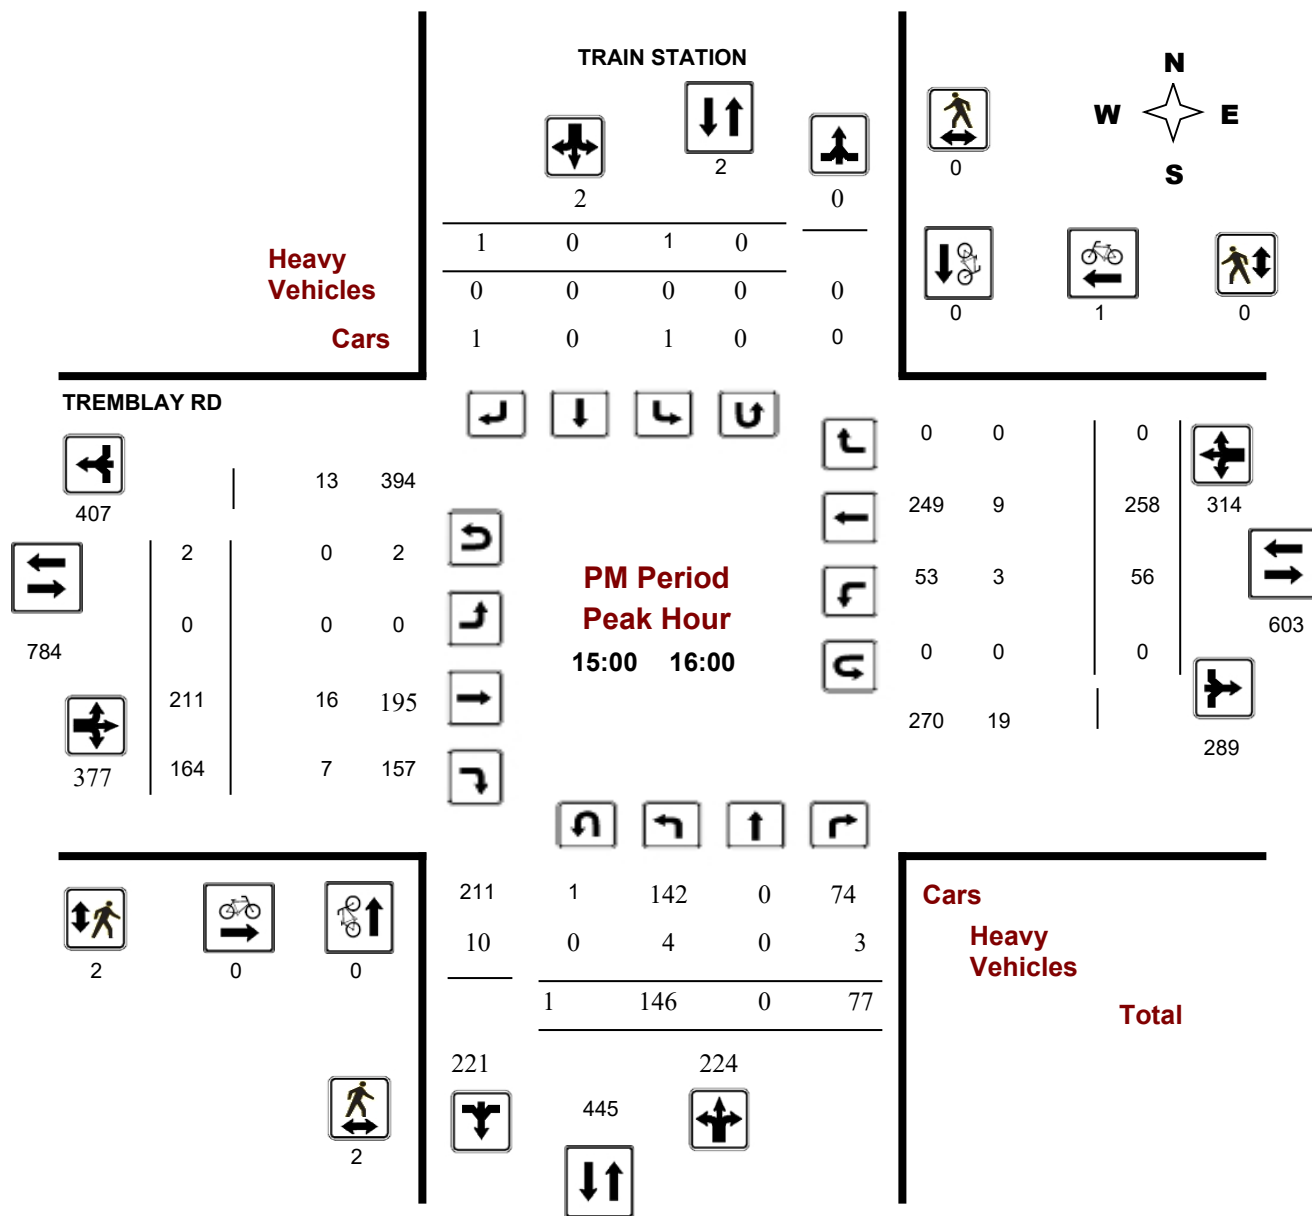 TRAIN STATION
N
W E
S
2
0
2 0
1 0 1 0
Heavy
Vehicles
0 0 0 0 0
0 1 0
Cars 1 0 1 0 0
TREMBLAY RD
0 0 0
13 394
407
249 9 258 314
2 0 2
PM Period
53 3 56
Peak Hour
0 0 0
603
784
15:00 16:00
0 0 0
211 16 195
270 19
289
377 164 7 157
211 1 142 0 74 Cars
10 0 4 0 3 Heavy
Vehicles
2 0 0
1 146 0 77 Total
221 224
445
2